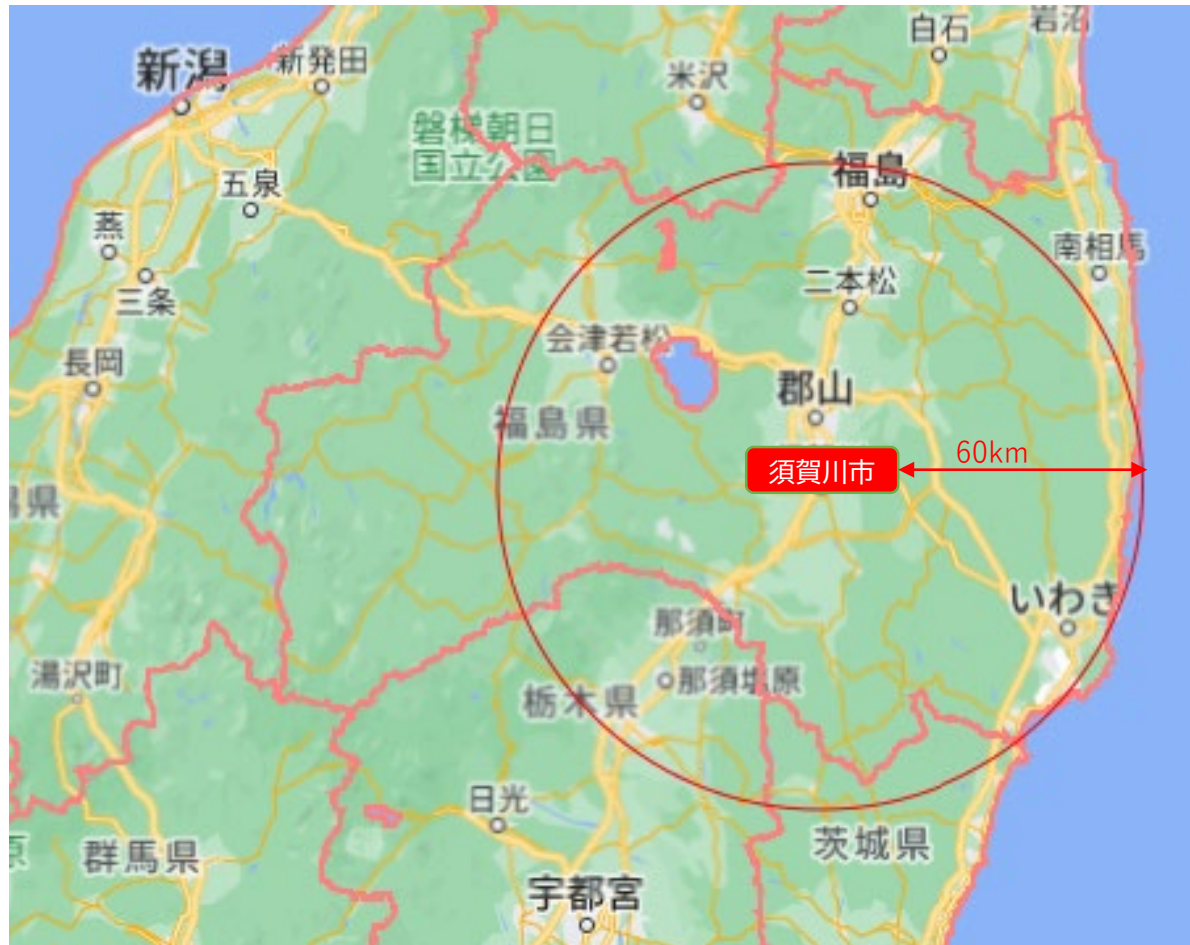 白石
岩沼
新潟
新発田
米沢
磐梯朝日
国立公園
福島
五泉
燕
南相馬
二本松
三条
会津若松
長岡
郡山
福島県
60km
須賀川市
いわき
那須町
湯沢町
那須塩原
栃木県
日光
群馬県
茨城県
宇都宮